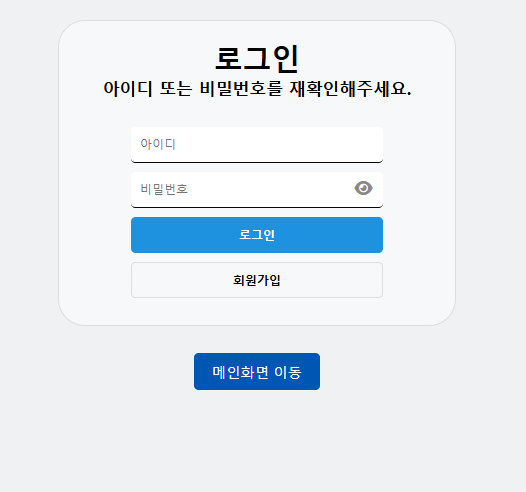 로그인
아이디 또는 비밀번호를 재확인해주세요.
아이디
비밀번호
로그인
회원가입
메인화면 이동